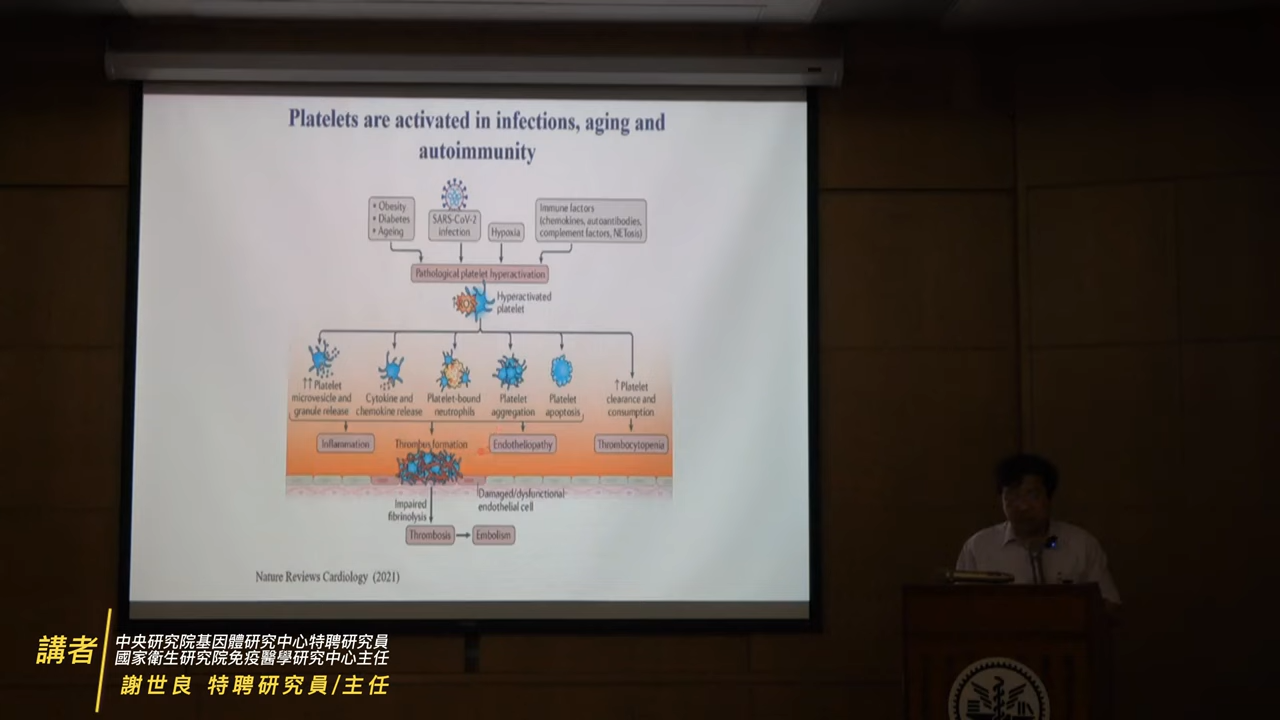 Platelets are activated in infections, aging and
autoimmunity
• Obesity
• Diabetes
• Ageing
SARS-CoV-2
infection
Hypoxia
Immune factors
(chemokines, autoantibodies,
complement factors, NETosis)
Pathological platelet hyperactivation
Hyperactivated
platelet
↑↑ Platelet
microvesicle and
granule release
Cytokine and
chemokine release
Platelet-bound
neutrophils
Platelet
aggregation
Platelet
apoptosis
↑ Platelet
clearance and
consumption
Inflammation
Thrombus formation
Endotheliopathy
Thrombocytopenia
Impaired
fibrinolysis
Damaged/dysfunctional
endothelial cell
Thrombosis
Embolism
Nature Reviews Cardiology (2021)
講者
中央研究院基因體研究中心特聘研究員
國家衛生研究院免疫醫學研究中心主任
謝世良 特聘研究員/主任